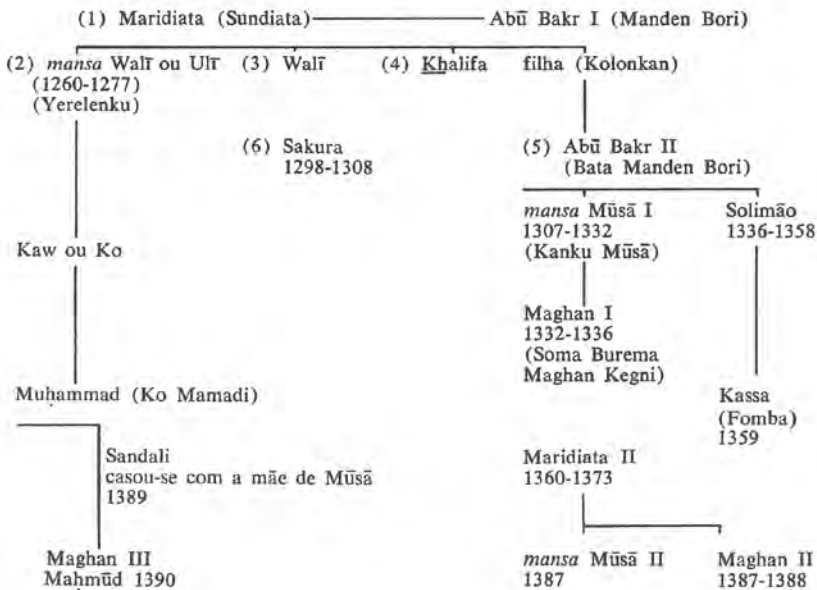 (1) Maridiata (Sundiata) Abū Bakr I (Manden Bori)
(2) mansa Walī ou Ulī (3) Walī (4) Khalifa filha (Kolonkan)
(1260-1277)
(Yerelenku)
(6) Sakura (5) Abū Bakr II
1298-1308 (Bata Manden Bori)
mansa Mūsā I Solimão
1307-1332 1336-1358
Kaw ou Ko (Kanku Mūsā)
Maghan I
1332-1336
(Soma Burema
Muḥammad (Ko Mamadi) Maghan Kegni) Kassa
(Fomba)
1359
Sandali Maridiata II
casou-se com a mãe de Mūsā 1360-1373
1389
Maghan III mansa Mūsā II Maghan II
Mahmūd 1390 1387 1387-1388